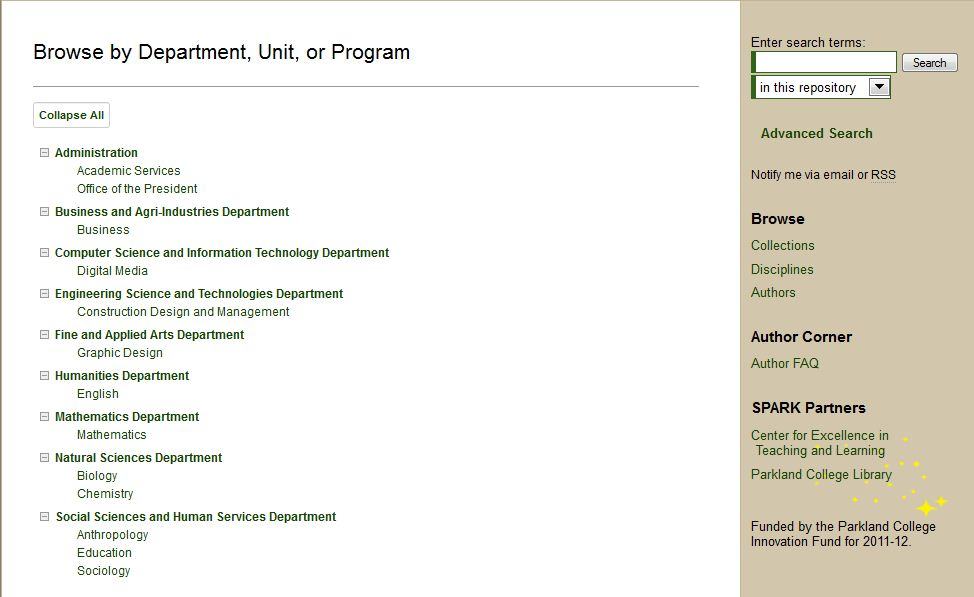 Browse by Department, Unit, or Program
Collapse All
Administration
Academic Services
Office of the President
Business and Agri-Industries Department
Business
Computer Science and Information Technology Department
Digital Media
Engineering Science and Technologies Department
Construction Design and Management
Fine and Applied Arts Department
Graphic Design
Humanities Department
English
Mathematics Department
Mathematics
Natural Sciences Department
Biology
Chemistry
Social Sciences and Human Services Department
Anthropology
Education
Sociology
Enter search terms:
Search
in this repository
Advanced Search
Notify me via email or RSS
Browse
Collections
Disciplines
Authors
Author Corner
Author FAQ
SPARK Partners
Center for Excellence in
Teaching and Learning
Parkland College Library
Funded by the Parkland College
Innovation Fund for 2011-12.